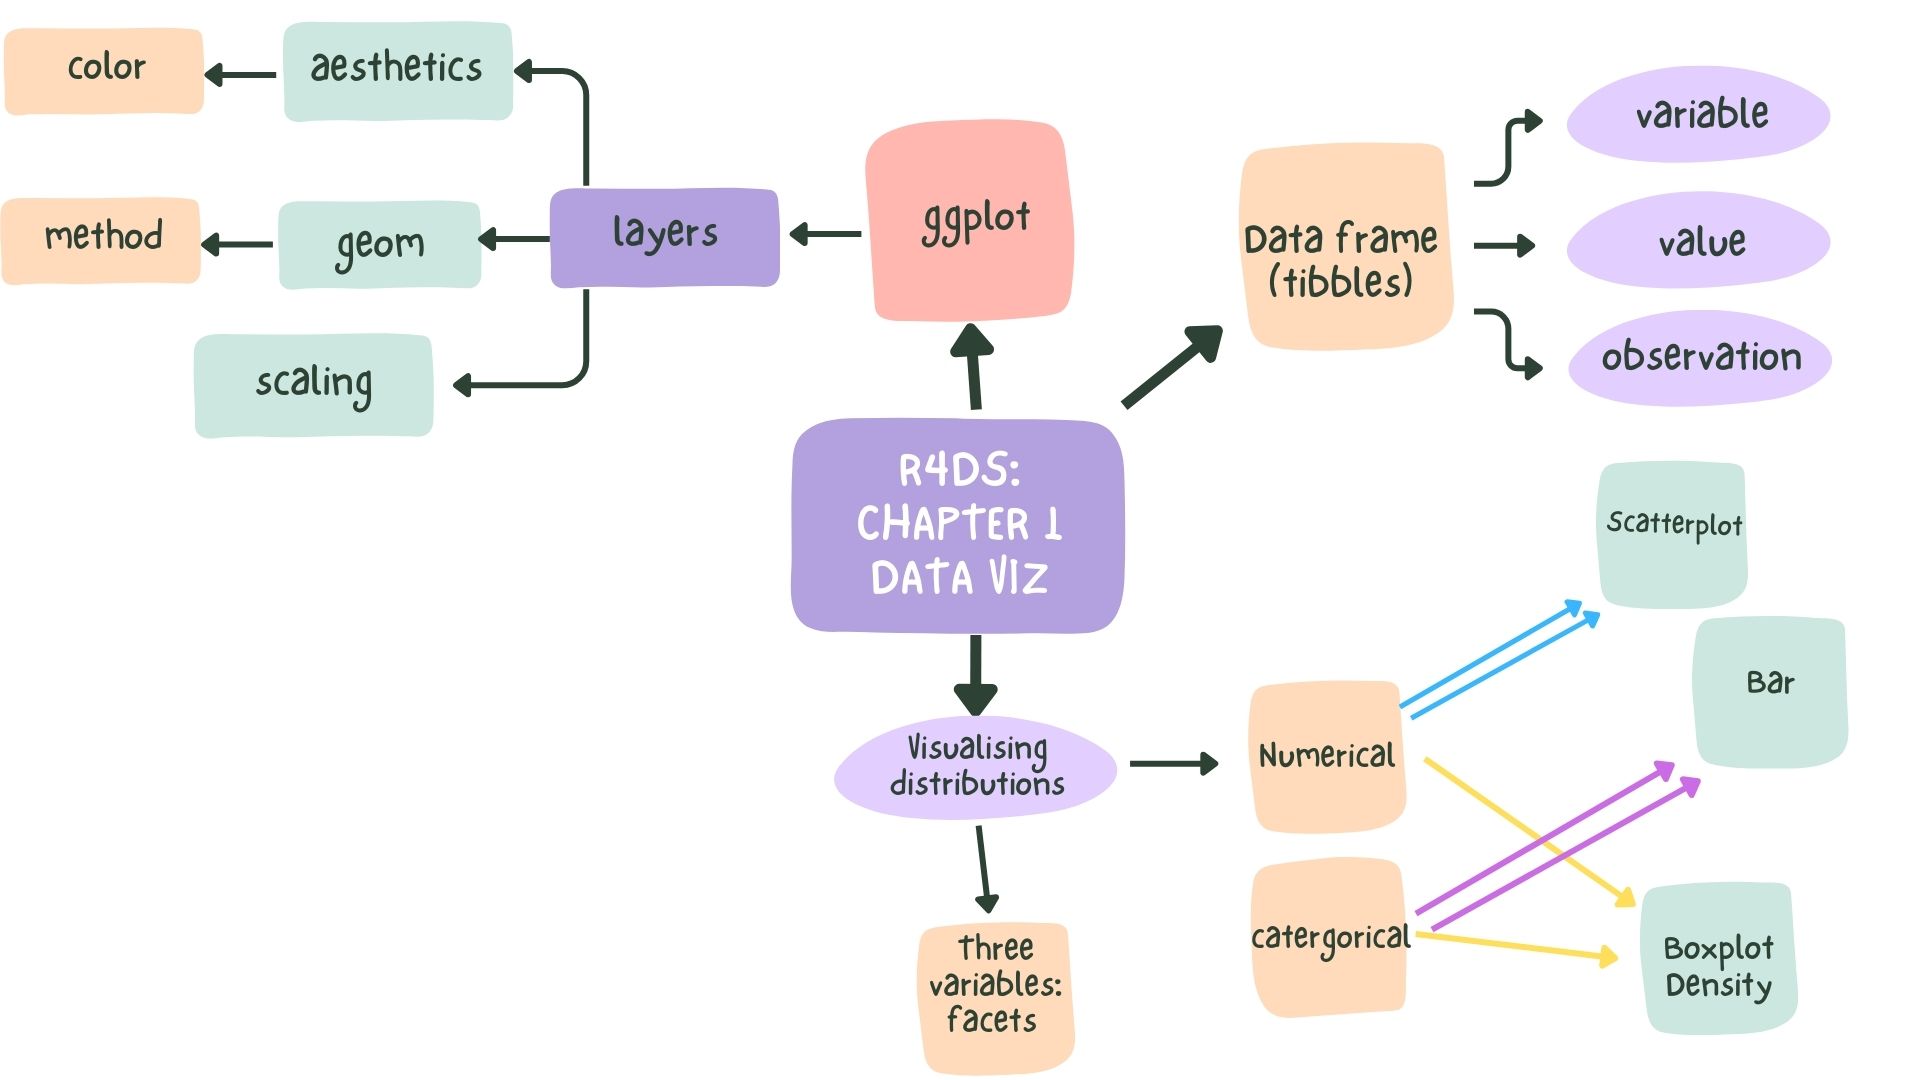 color
aesthetics
method
geom
layers
scaling
ggplot
Data frame
(tibbles)
variable
value
observation
R4DS:
CHAPTER 1
DATA VIZ
Visualising
distributions
Three
variables:
facets
Numerical
catergorical
Scatterplot
Bar
Boxplot
Density